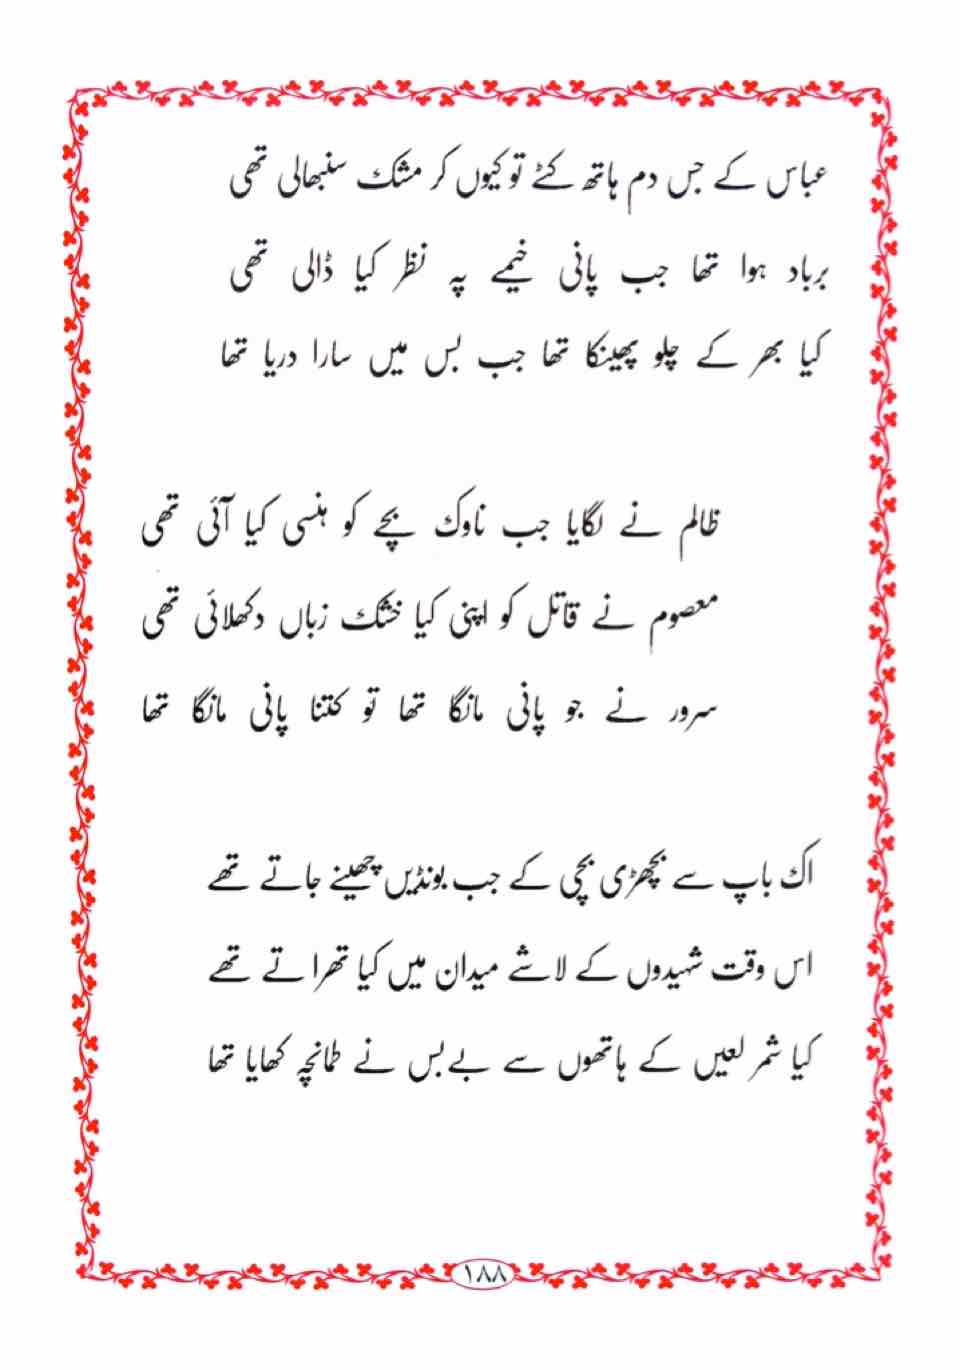 عباس کے جس دم ہاتھ کٹے تو کیوں کر مشک سنبھالی تھی
برباد ہوا تھا جب پانی خیمے پہ نظر کیا ڈالی تھی
کیا بھر کے چلو پھینکا تھا جب بس میں سارا دریا تھا
ظالم نے لگایا جب ناوک بچے کو ہنسی کیا آئی تھی
معصوم نے قاتل کو اپنی کیا خشک زباں دکھلائی تھی
سرور نے جو پانی مانگا تھا تو کتنا پانی مانگا تھا
اک باپ سے بچھڑی بچی کے جب بونڈیں چھینے جاتے تھے
اس وقت شہیدوں کے لاشے میدان میں کیا تھراتے تھے
کیا شمر لعیں کے ہاتھوں سے بے بس نے طمانچہ کھایا تھا
۱۸۸